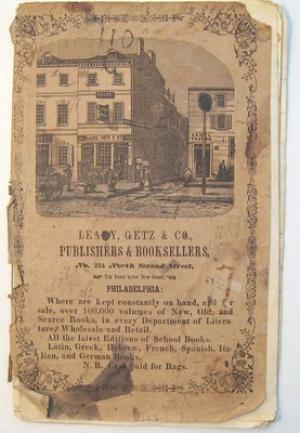 110
LEARY, GETZ & CO.,
PUBLISHERS & BOOKSELLERS,
No. 224 North Second Street,
PHILADELPHIA:
Where are kept constantly on hand, and r
sale, over 100,000 volumes of New, Old, and
Scarce Books, in every Department of Litera-
ture, Wholesale and Retail.
All the latest Editions of School Books.
Latin, Greek, Hebrew, French, Spanish, Ita-
lian, and German Books.
N. B. Cash paid for Rags.